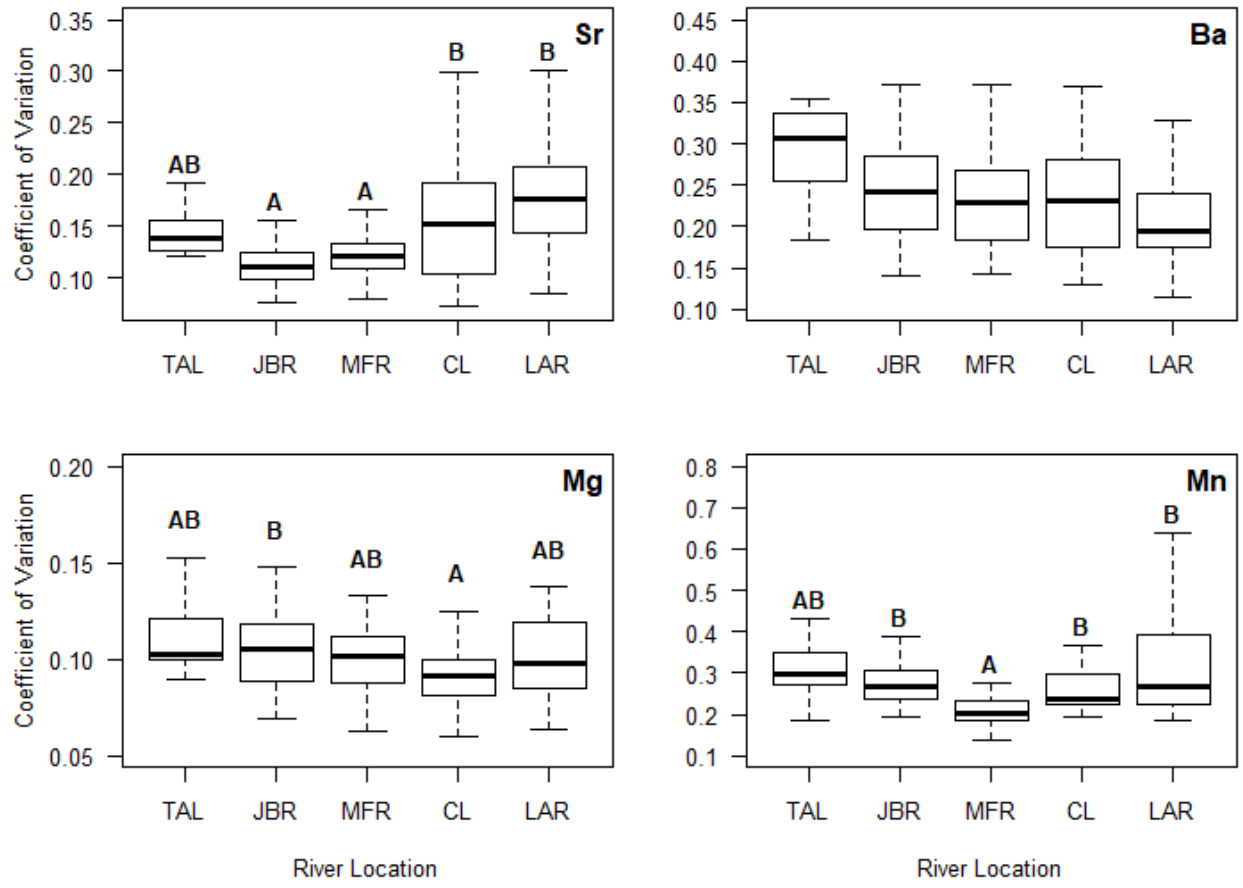 Sr
Coefficient of Variation
0.35
0.30
0.25
0.20
0.15
0.10
AB A A B B
TAL JBR MFR CL LAR
Ba
0.45
0.40
0.35
0.30
0.25
0.20
0.15
0.10
TAL JBR MFR CL LAR
Mg
Coefficient of Variation
0.20
0.15
0.10
0.05
AB B AB A AB
TAL JBR MFR CL LAR
River Location
Mn
0.8
0.7
0.6
0.5
0.4
0.3
0.2
0.1
AB B A B B
TAL JBR MFR CL LAR
River Location